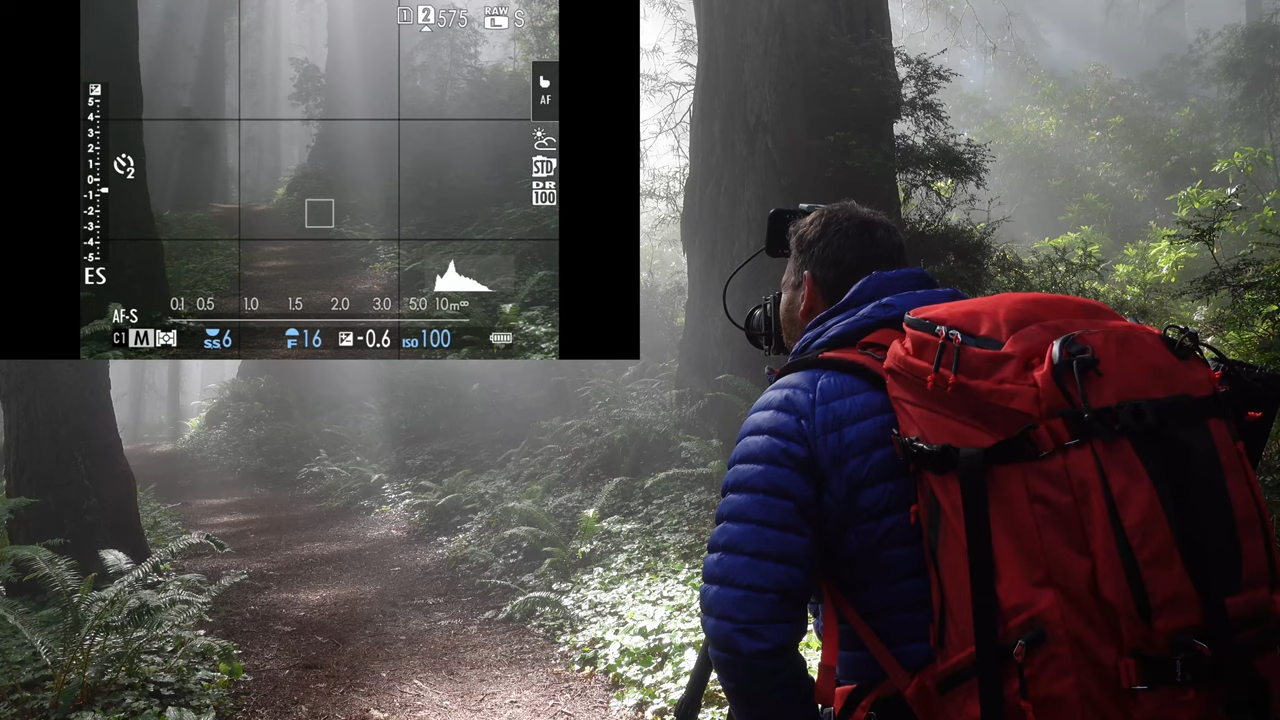 1 2 575 RAW L S
AF
STD
DR
100
5
4
3
2
1
0
-1
-2
-3
-4
-5
2
ES
0.1 0.5 1.0 1.5 2.0 3.0 5.0 10m∞
AF-S
C1 M SS 6 F 16 -0.6 ISO 100